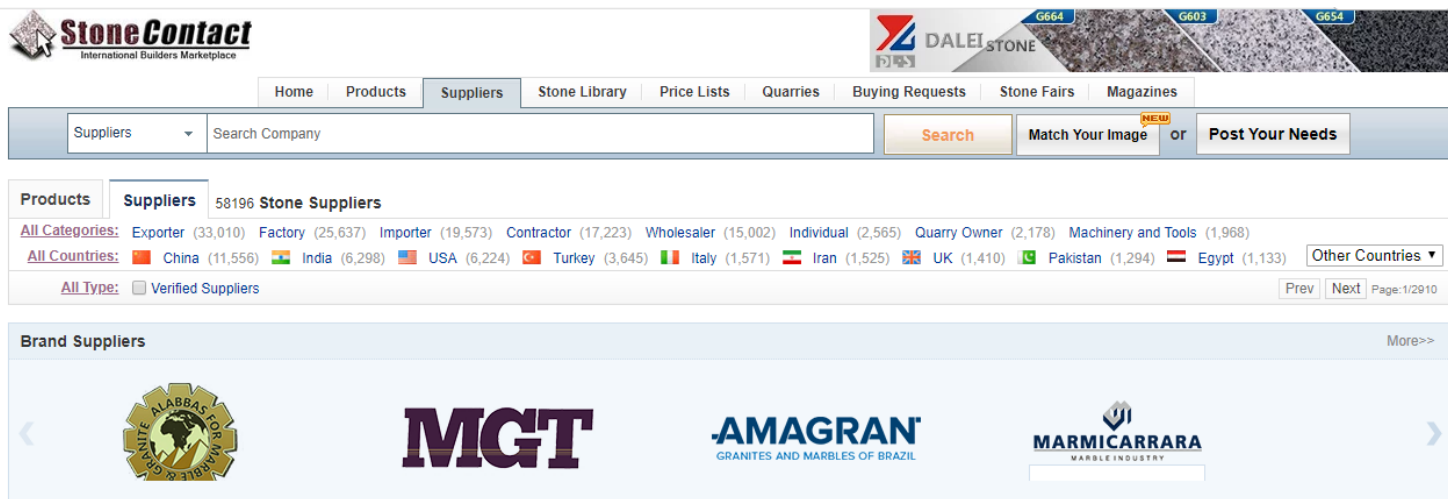 StoneContact
International Builders Marketplace
DLS
DALEI STONE
G664
G603
G654
Home Products Suppliers Stone Library Price Lists Quarries Buying Requests Stone Fairs Magazines
Suppliers Search Company Search Match Your Image NEW or Post Your Needs
Products Suppliers 58196 Stone Suppliers
All Categories: Exporter (33,010) Factory (25,637) Importer (19,573) Contractor (17,223) Wholesaler (15,002) Individual (2,565) Quarry Owner (2,178) Machinery and Tools (1,968)
All Countries: China (11,556) India (6,298) USA (6,224) Turkey (3,645) Italy (1,571) Iran (1,525) UK (1,410) Pakistan (1,294) Egypt (1,133) Other Countries
All Type: Verified Suppliers Prev Next Page:1/2910
Brand Suppliers More>>
ALABBAS FOR MARBLE & GRANITE
MGT
AMAGRAN
GRANITES AND MARBLES OF BRAZIL
MARMICARRARA
MARBLE INDUSTRY